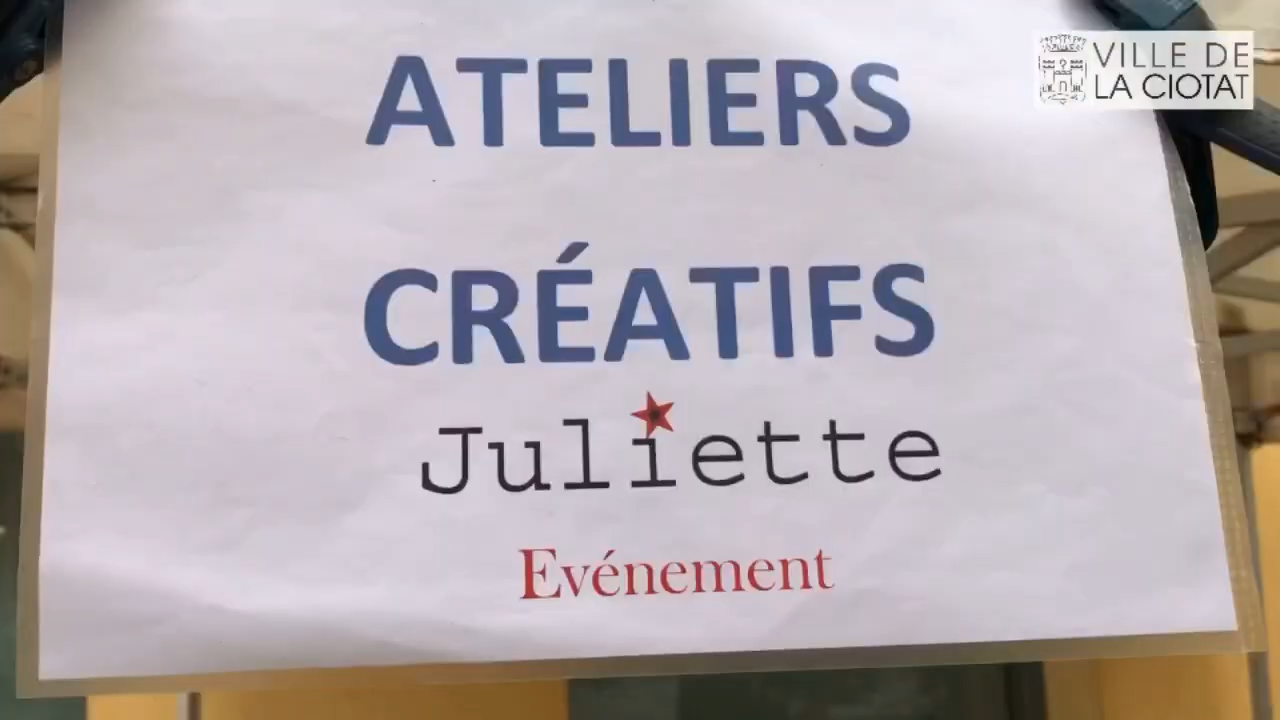 VILLE DE
LA CIOTAT
ATELIERS
CRÉATIFS
Juliette
Evénement